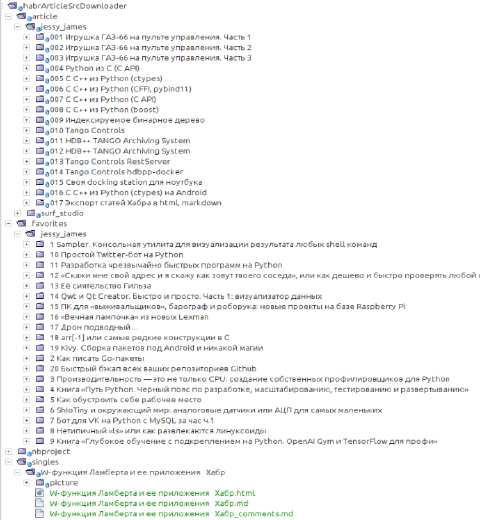 habrArticleSrcDownloader
article
jessy_james
001 Игрушка ГАЗ-66 на пульте управления. Часть 1
002 Игрушка ГАЗ-66 на пульте управления. Часть 2
003 Игрушка ГАЗ-66 на пульте управления. Часть 3
004 Python из C (C API)
005 C C++ из Python (ctypes)
006 C C++ из Python (CFFI, pybind11)
007 C C++ из Python (C API)
008 C C++ из Python (boost)
009 Индексируемое бинарное дерево
010 Tango Controls
011 HDB++ TANGO Archiving System
012 HDB++ TANGO Archiving System
013 Tango Controls RestServer
014 Tango Controls hdbpp-docker
015 Своя docking station для ноутбука
016 C C++ из Python (ctypes) на Android
017 Экспорт статей Хабра в html, markdown
surf_studio
favorites
jessy_james
1 Sampler. Консольная утилита для визуализации результата любых shell команд
10 Простой Twitter-бот на Python
11 Разработка чрезвычайно быстрых программ на Python
12 «Скажи мне свой адрес и я скажу как зовут твоего соседа», или как дешево и быстро проверять любой
13 Её сиятельство Гильза
14 Qwt и Qt Creator. Быстро и просто. Часть 1: визуализатор данных
15 ПК для «выживальщиков», барограф и роборука: новые проекты на базе Raspberry Pi
16 «Вечная лампочка» из новых Lexman
17 Дрон подводный…
18 arr[-1] или самые редкие конструкции в C
19 Kivy. Сборка пакетов под Android и никакой магии
2 Как писать Go-пакеты
20 Быстрый бэкап всех ваших репозиториев Github
3 Производительность — это не только CPU: создание собственных профилировщиков для Python
4 Книга «Путь Python. Черный пояс по разработке, масштабированию, тестированию и развертыванию»
5 Как обустроить себе рабочее место
6 ShIoTiny и окружающий мир: аналоговые датчики или АЦП для самых маленьких
7 Бот для VK на Python с MySQL за час ч.1
8 Нетипичный «ls» или как развлекаются линуксоиды
9 Книга «Глубокое обучение с подкреплением на Python. OpenAI Gym и TensorFlow для профи»
nbproject
singles
W-функция Ламберта и ее приложения Хабр
picture
W-функция Ламберта и ее приложения Хабр.html
W-функция Ламберта и ее приложения Хабр.md
W-функция Ламберта и ее приложения Хабр_comments.md